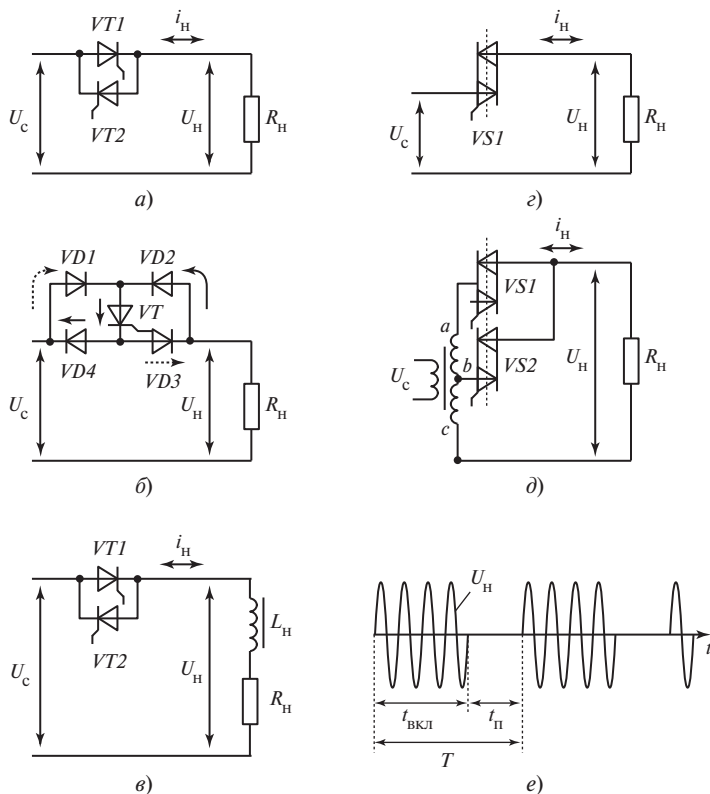 VT1
iн
Uс
VT2
Uн
Rн
а)
iн
Uс
VS1
Uн
Rн
г)
VD1
VD2
VT
VD4
VD3
Uс
Uн
Rн
б)
iн
VS1
a
VS2
Uс
b
Uн
Rн
c
д)
VT1
iн
Uс
VT2
Uн
Lн
Rн
в)
Uн
t
tвкл
tп
T
е)